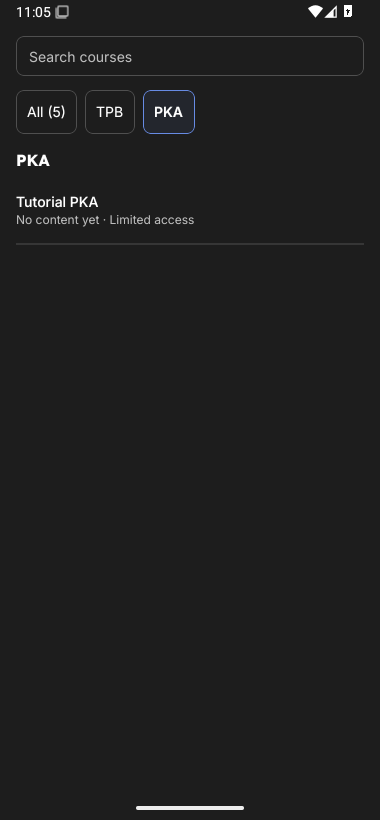 11:05
Search courses
All (5) TPB PKA
PKA
Tutorial PKA
No content yet · Limited access